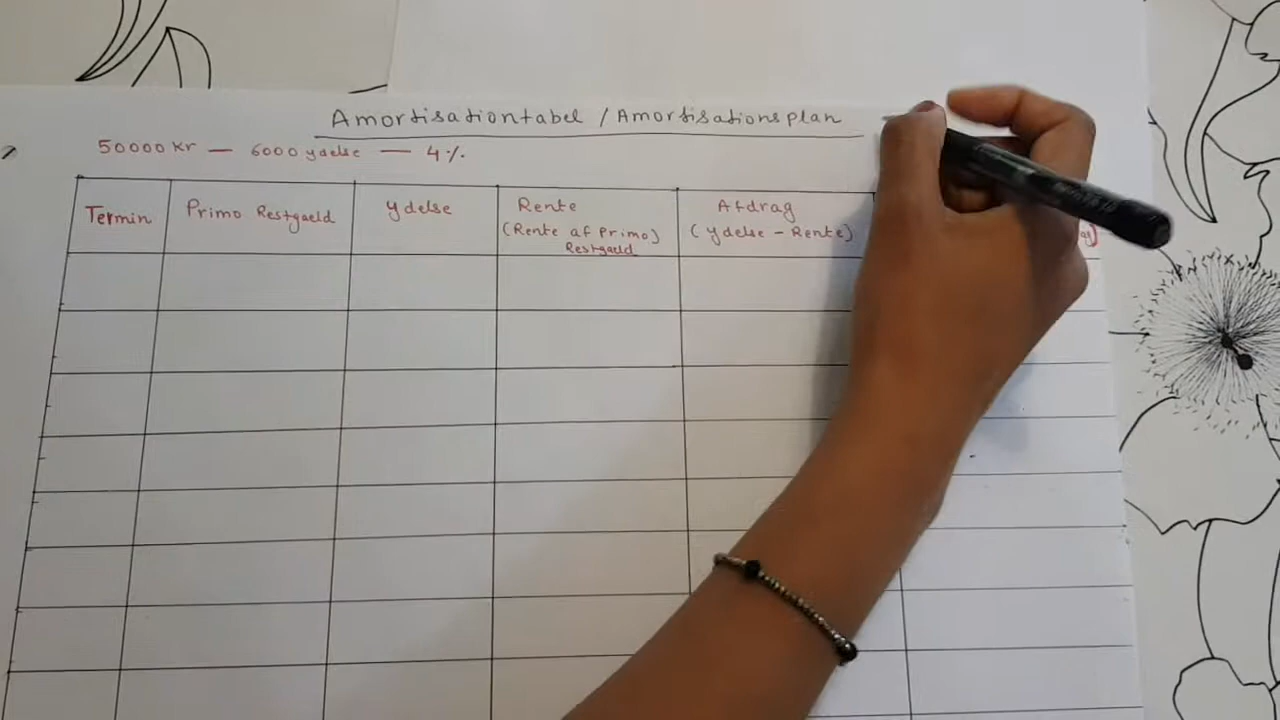 Amortisationtabel / Amortisationsplan
50000 Kr — 6000 ydelse — 4 %.
Termin
Primo Restgaeld
Ydelse
Rente
(Rente af Primo)
Restgaeld
Afdrag
(Ydelse - Rente)